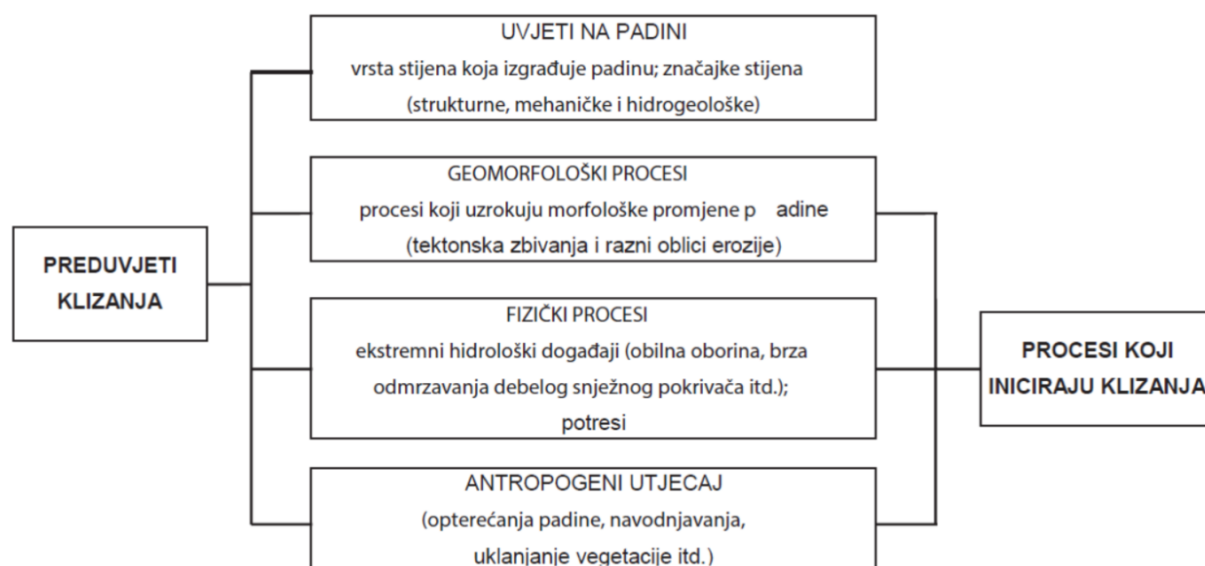 UVJETI NA PADINI
vrsta stijena koja izgrađuje padinu; značajke stijena
(strukturne, mehaničke i hidrogeološke)
GEOMORFOLOŠKI PROCESI
procesi koji uzrokuju morfološke promjene p adine
(tektonska zbivanja i razni oblici erozije)
PREDUVJETI
KLIZANJA
FIZIČKI PROCESI
ekstremni hidrološki događaji (obilna oborina, brza
odmrzavanja debelog snježnog pokrivača itd.);
potresi
PROCESI KOJI
INICIRAJU KLIZANJA
ANTROPOGENI UTJECAJ
(opterećanja padine, navodnjavanja,
uklanjanje vegetacije itd.)